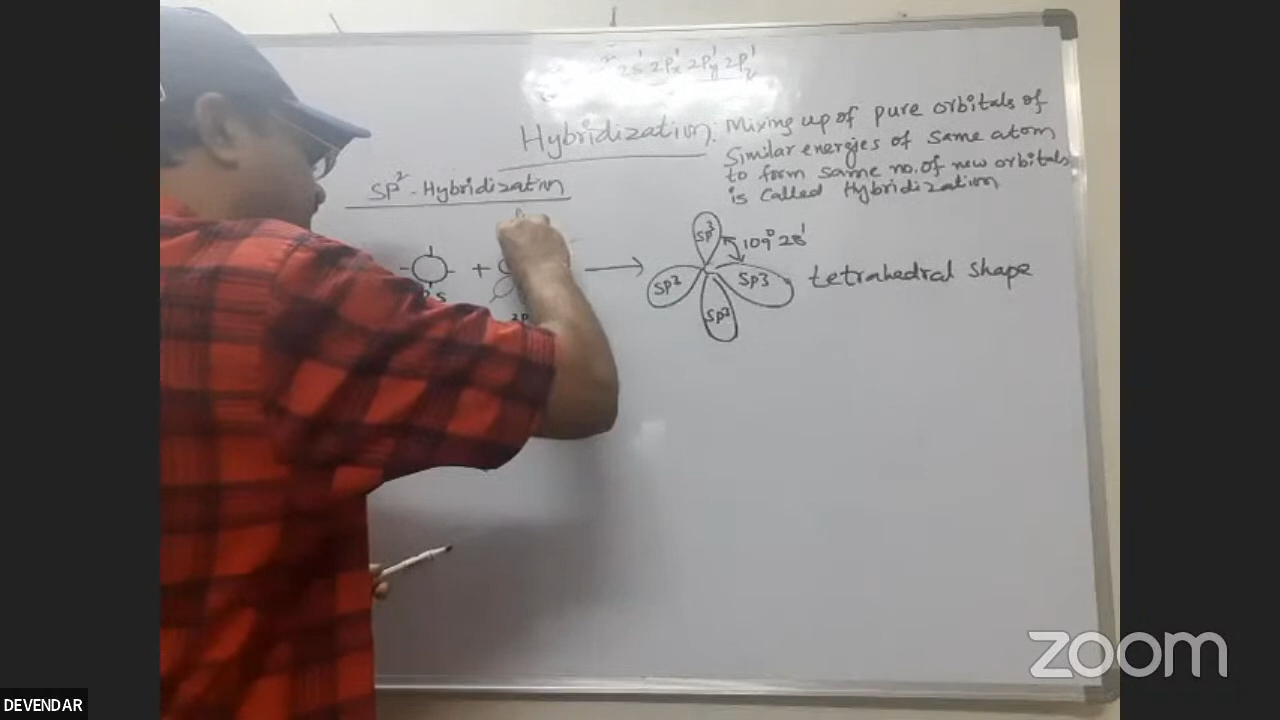 2s¹ 2Px¹ 2Py¹ 2Pz¹
Hybridization: Mixing up of pure orbitals of
Similar energies of same atom
to form same no. of new orbitals
is called Hybridization
SP² - Hybridization
+
S
2P
SP³
109° 28'
SP³
SP3
SP³
tetrahedral shape
zoom
DEVENDAR